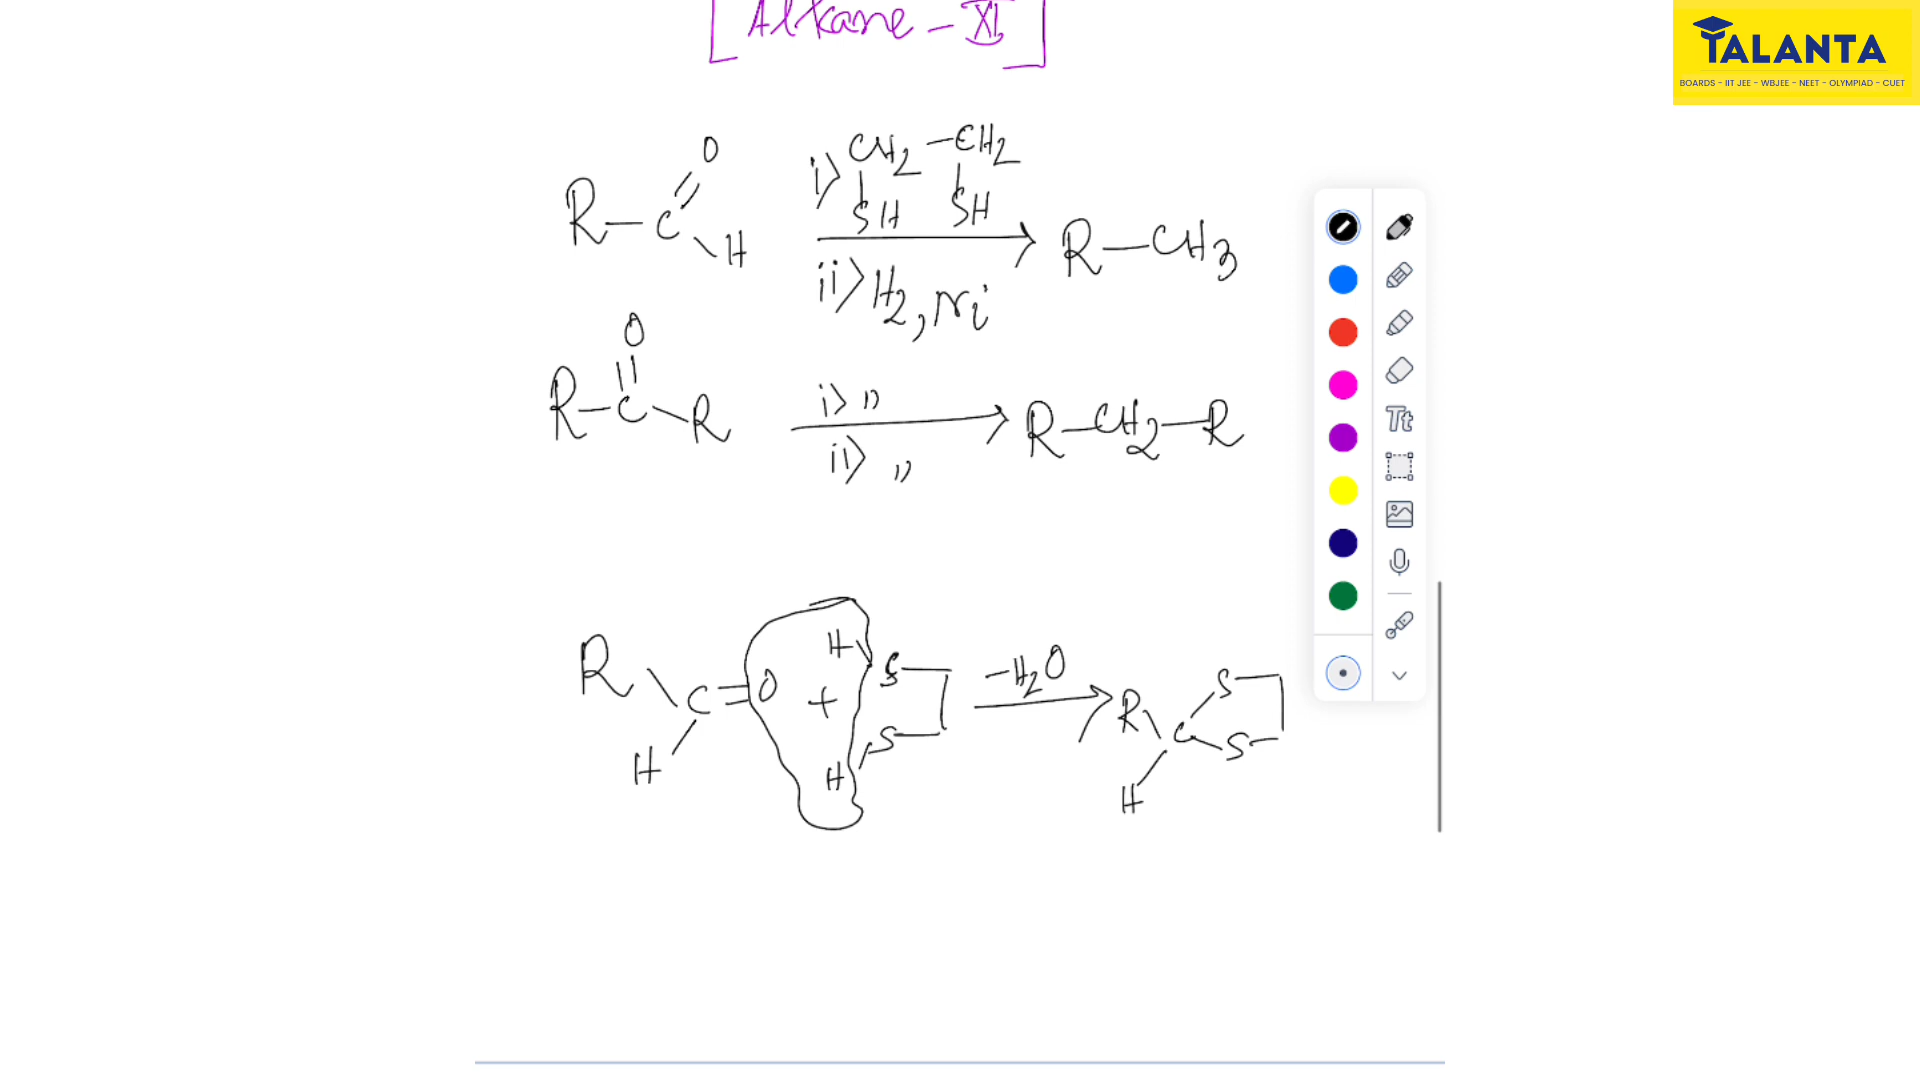 [Alkane - XI]
TALANTA
BOARDS - IIT JEE - WBJEE - NEET - OLYMPIAD - CUET
O
i> CH2 - CH2
SH SH
R - C H
R - CH3
ii> H2, Ni
O
R - C - R
i> ,,
ii> ,,
R - CH2 - R
Tt
H
R C = O + S
S
H
H
-H2O
R C S
S
H